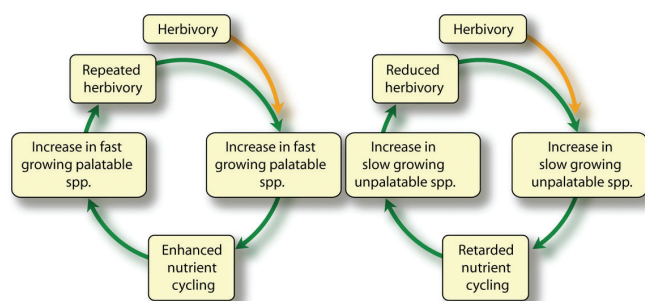 Herbivory
Repeated
herbivory
Increase in fast
growing palatable
spp.
Increase in fast
growing palatable
spp.
Enhanced
nutrient
cycling
Herbivory
Reduced
herbivory
Increase in
slow growing
unpalatable spp.
Increase in
slow growing
unpalatable spp.
Retarded
nutrient
cycling